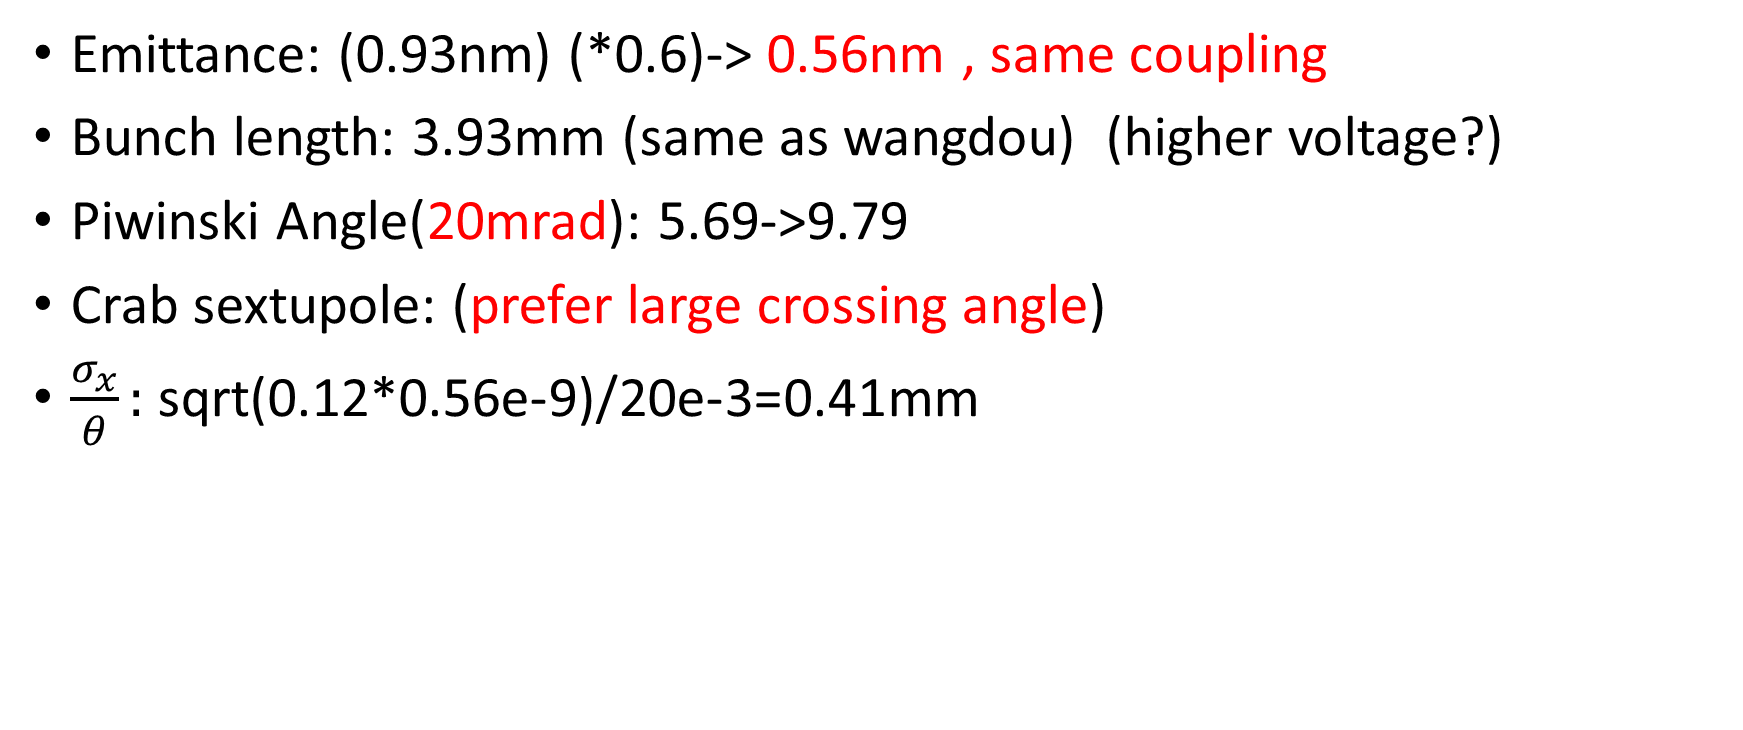 • Emittance: (0.93nm) (*0.6)-> 0.56nm , same coupling
• Bunch length: 3.93mm (same as wangdou)  (higher voltage?)
• Piwinski Angle(20mrad): 5.69->9.79
• Crab sextupole: (prefer large crossing angle)
• σx/θ: sqrt(0.12*0.56e-9)/20e-3=0.41mm